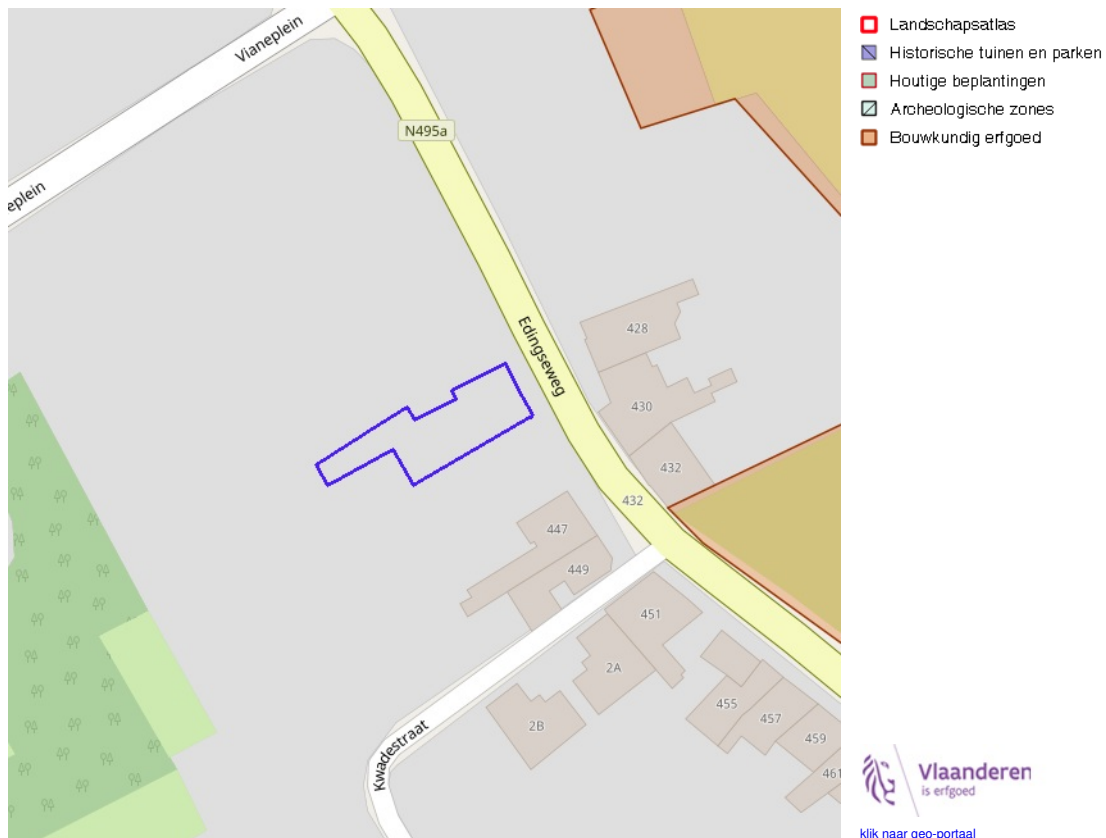 Vianeplein
eplein
N495a
Edingseweg
428
430
432
432
447
449
451
2A
2B
455
457
459
461
Kwadestraat
Landschapsatlas
Historische tuinen en parken
Houtige beplantingen
Archeologische zones
Bouwkundig erfgoed
Vlaanderen
is erfgoed
klik naar geo-portaal